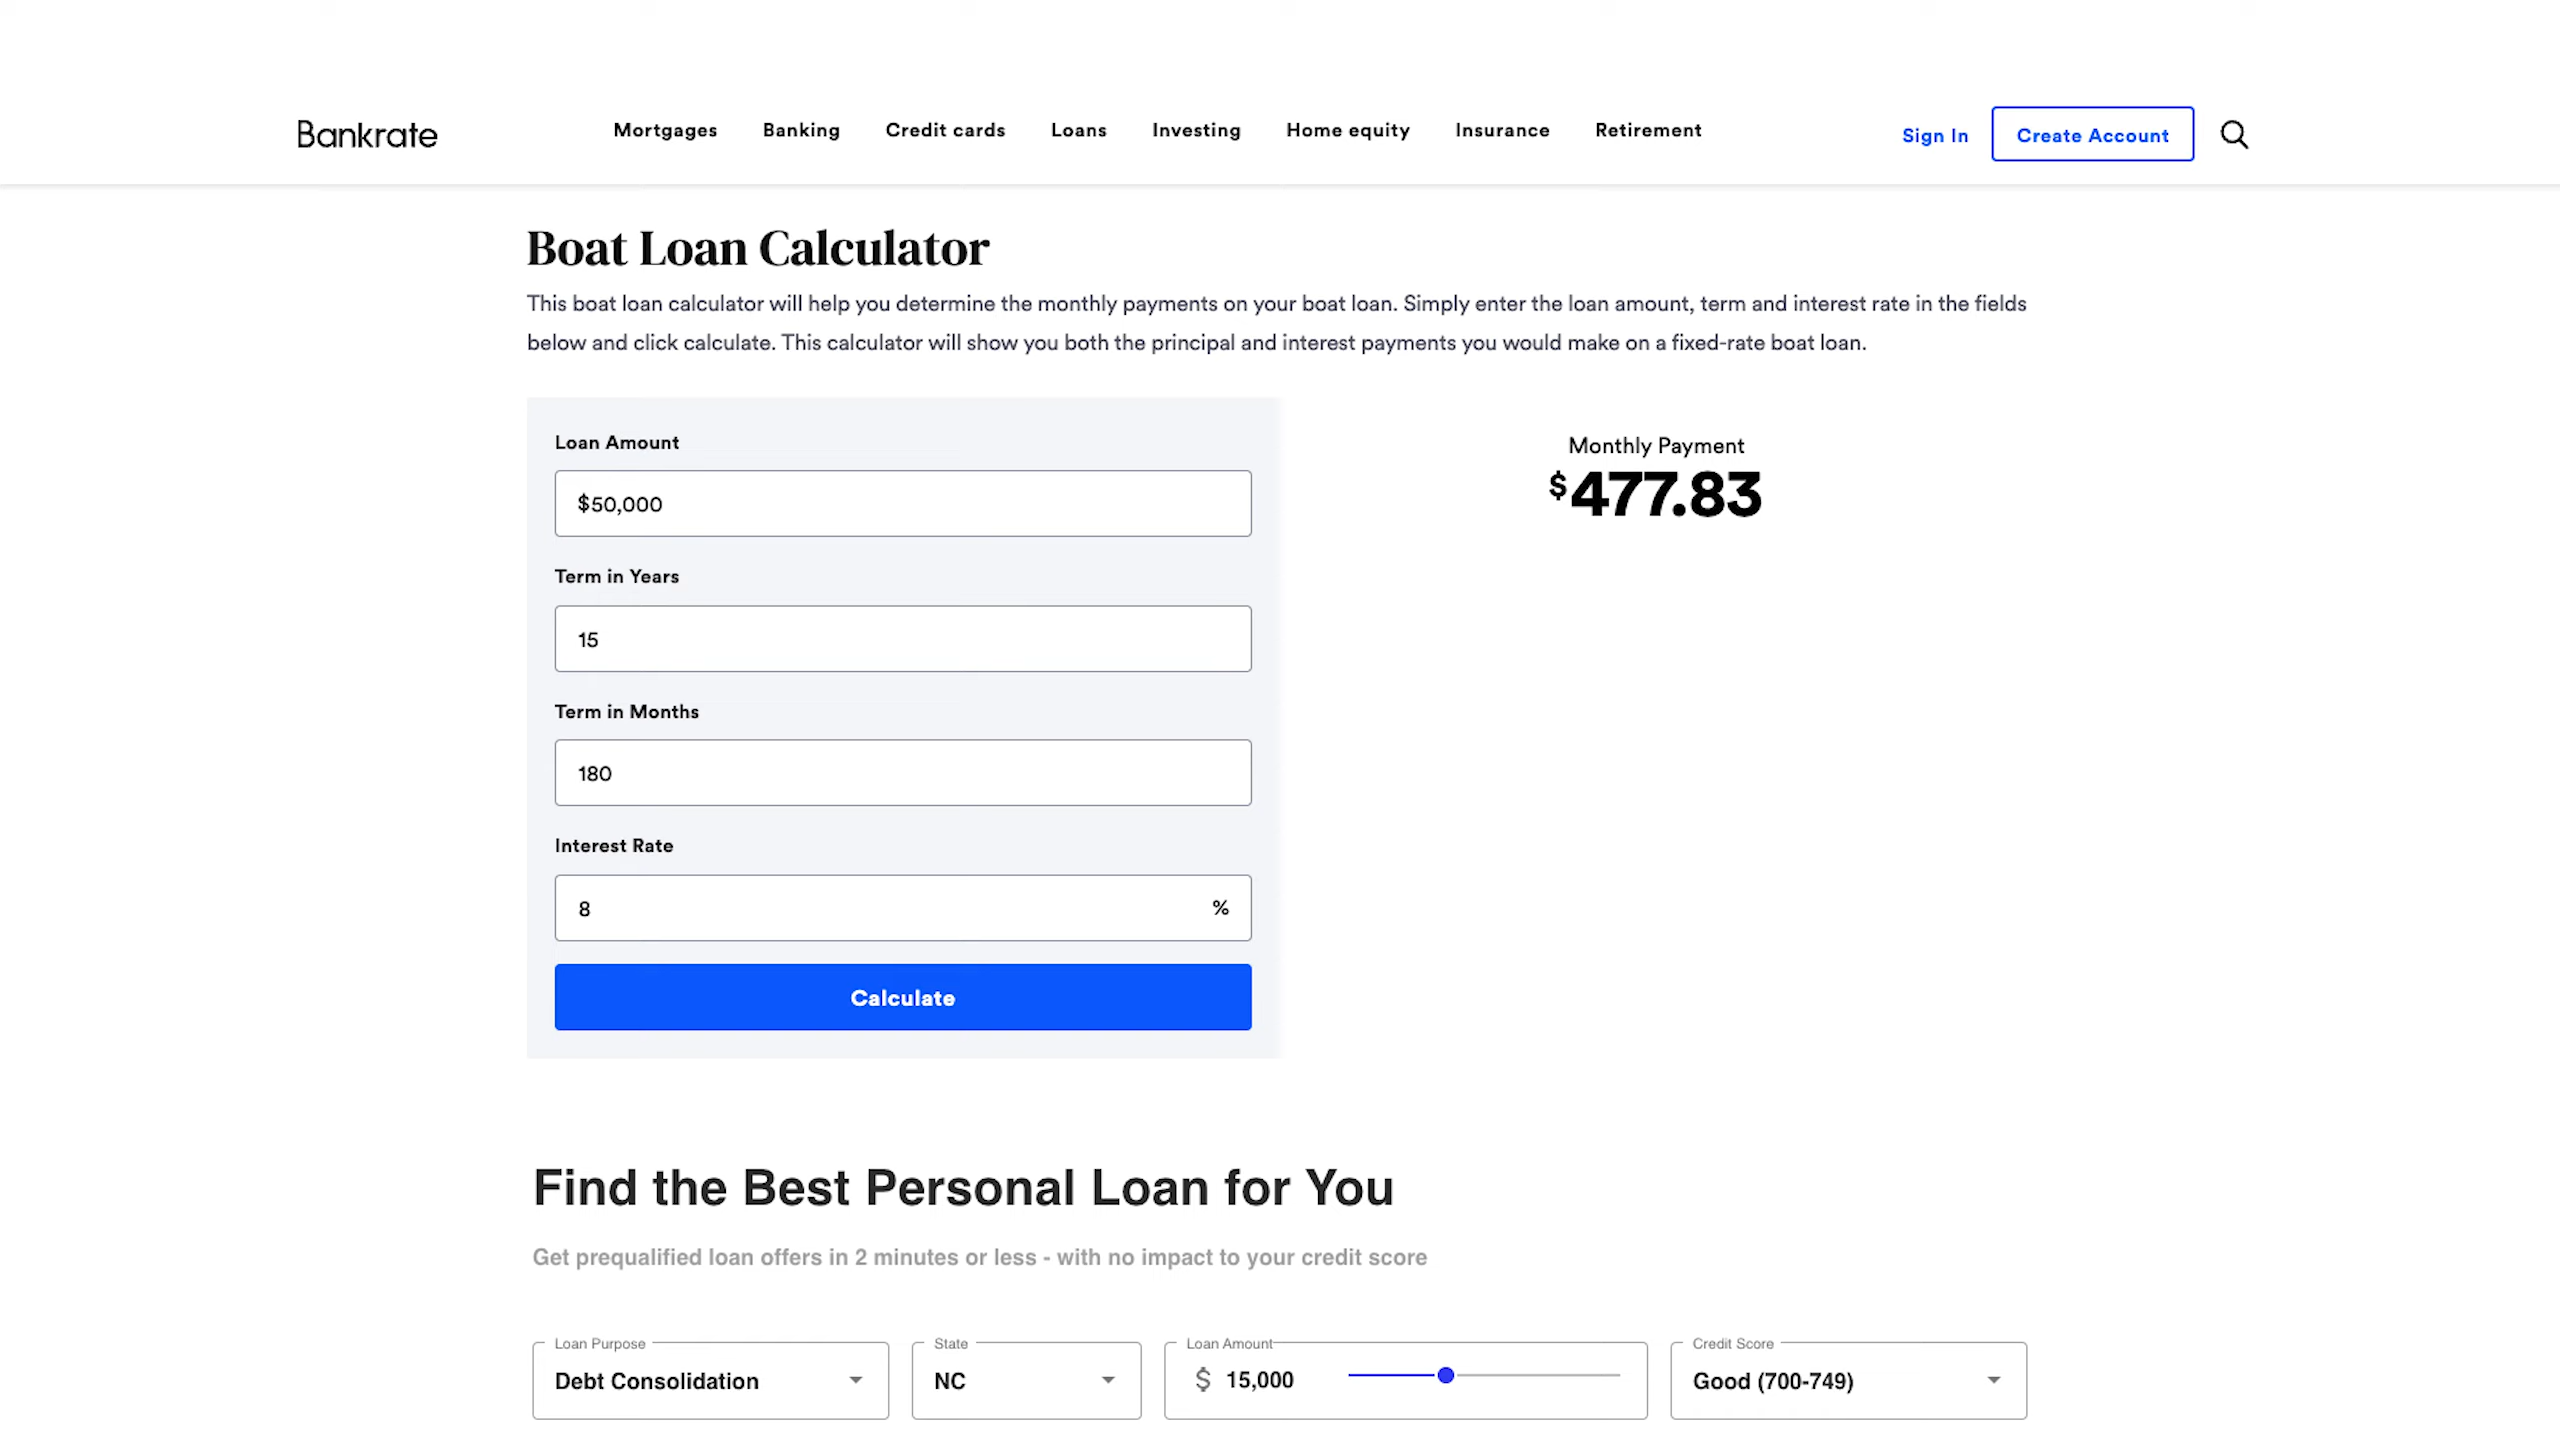 Bankrate
Mortgages Banking Credit cards Loans Investing Home equity Insurance Retirement
Sign In Create Account
Boat Loan Calculator
This boat loan calculator will help you determine the monthly payments on your boat loan. Simply enter the loan amount, term and interest rate in the fields
below and click calculate. This calculator will show you both the principal and interest payments you would make on a fixed-rate boat loan.
Loan Amount
$50,000
Term in Years
15
Term in Months
180
Interest Rate
8 %
Calculate
Monthly Payment
$477.83
Find the Best Personal Loan for You
Get prequalified loan offers in 2 minutes or less - with no impact to your credit score
Loan Purpose
Debt Consolidation
State
NC
Loan Amount
$ 15,000
Credit Score
Good (700-749)